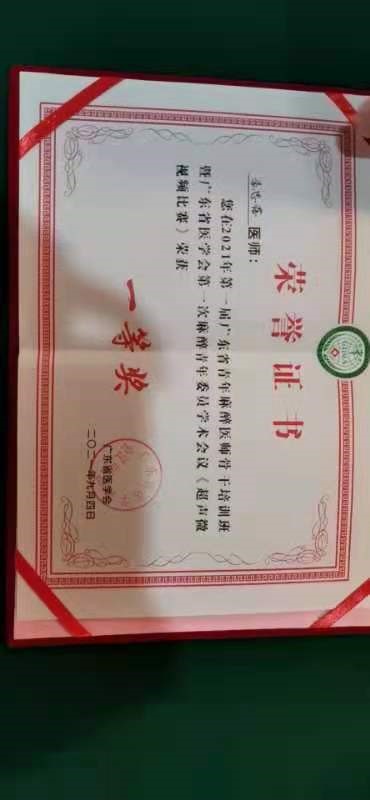 荣誉证书
医师：
您在2021年第一届广东省青年麻醉医师骨干培训班
暨广东省医学会第一次麻醉青年委员学术会议《超声微
视频比赛》荣获
一等奖
广东省医学会
二〇二一年九月四日